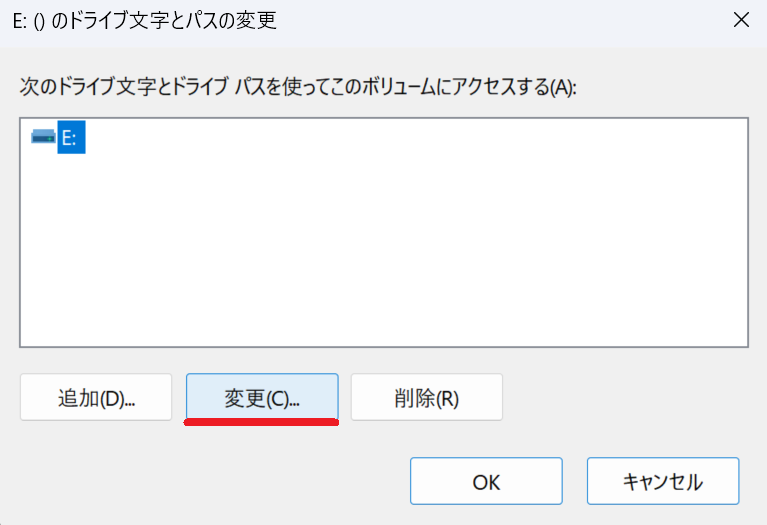 E: () のドライブ文字とパスの変更
次のドライブ文字とドライブ パスを使ってこのボリュームにアクセスする(A):
E:
追加(D)... 変更(C)... 削除(R)
OK キャンセル